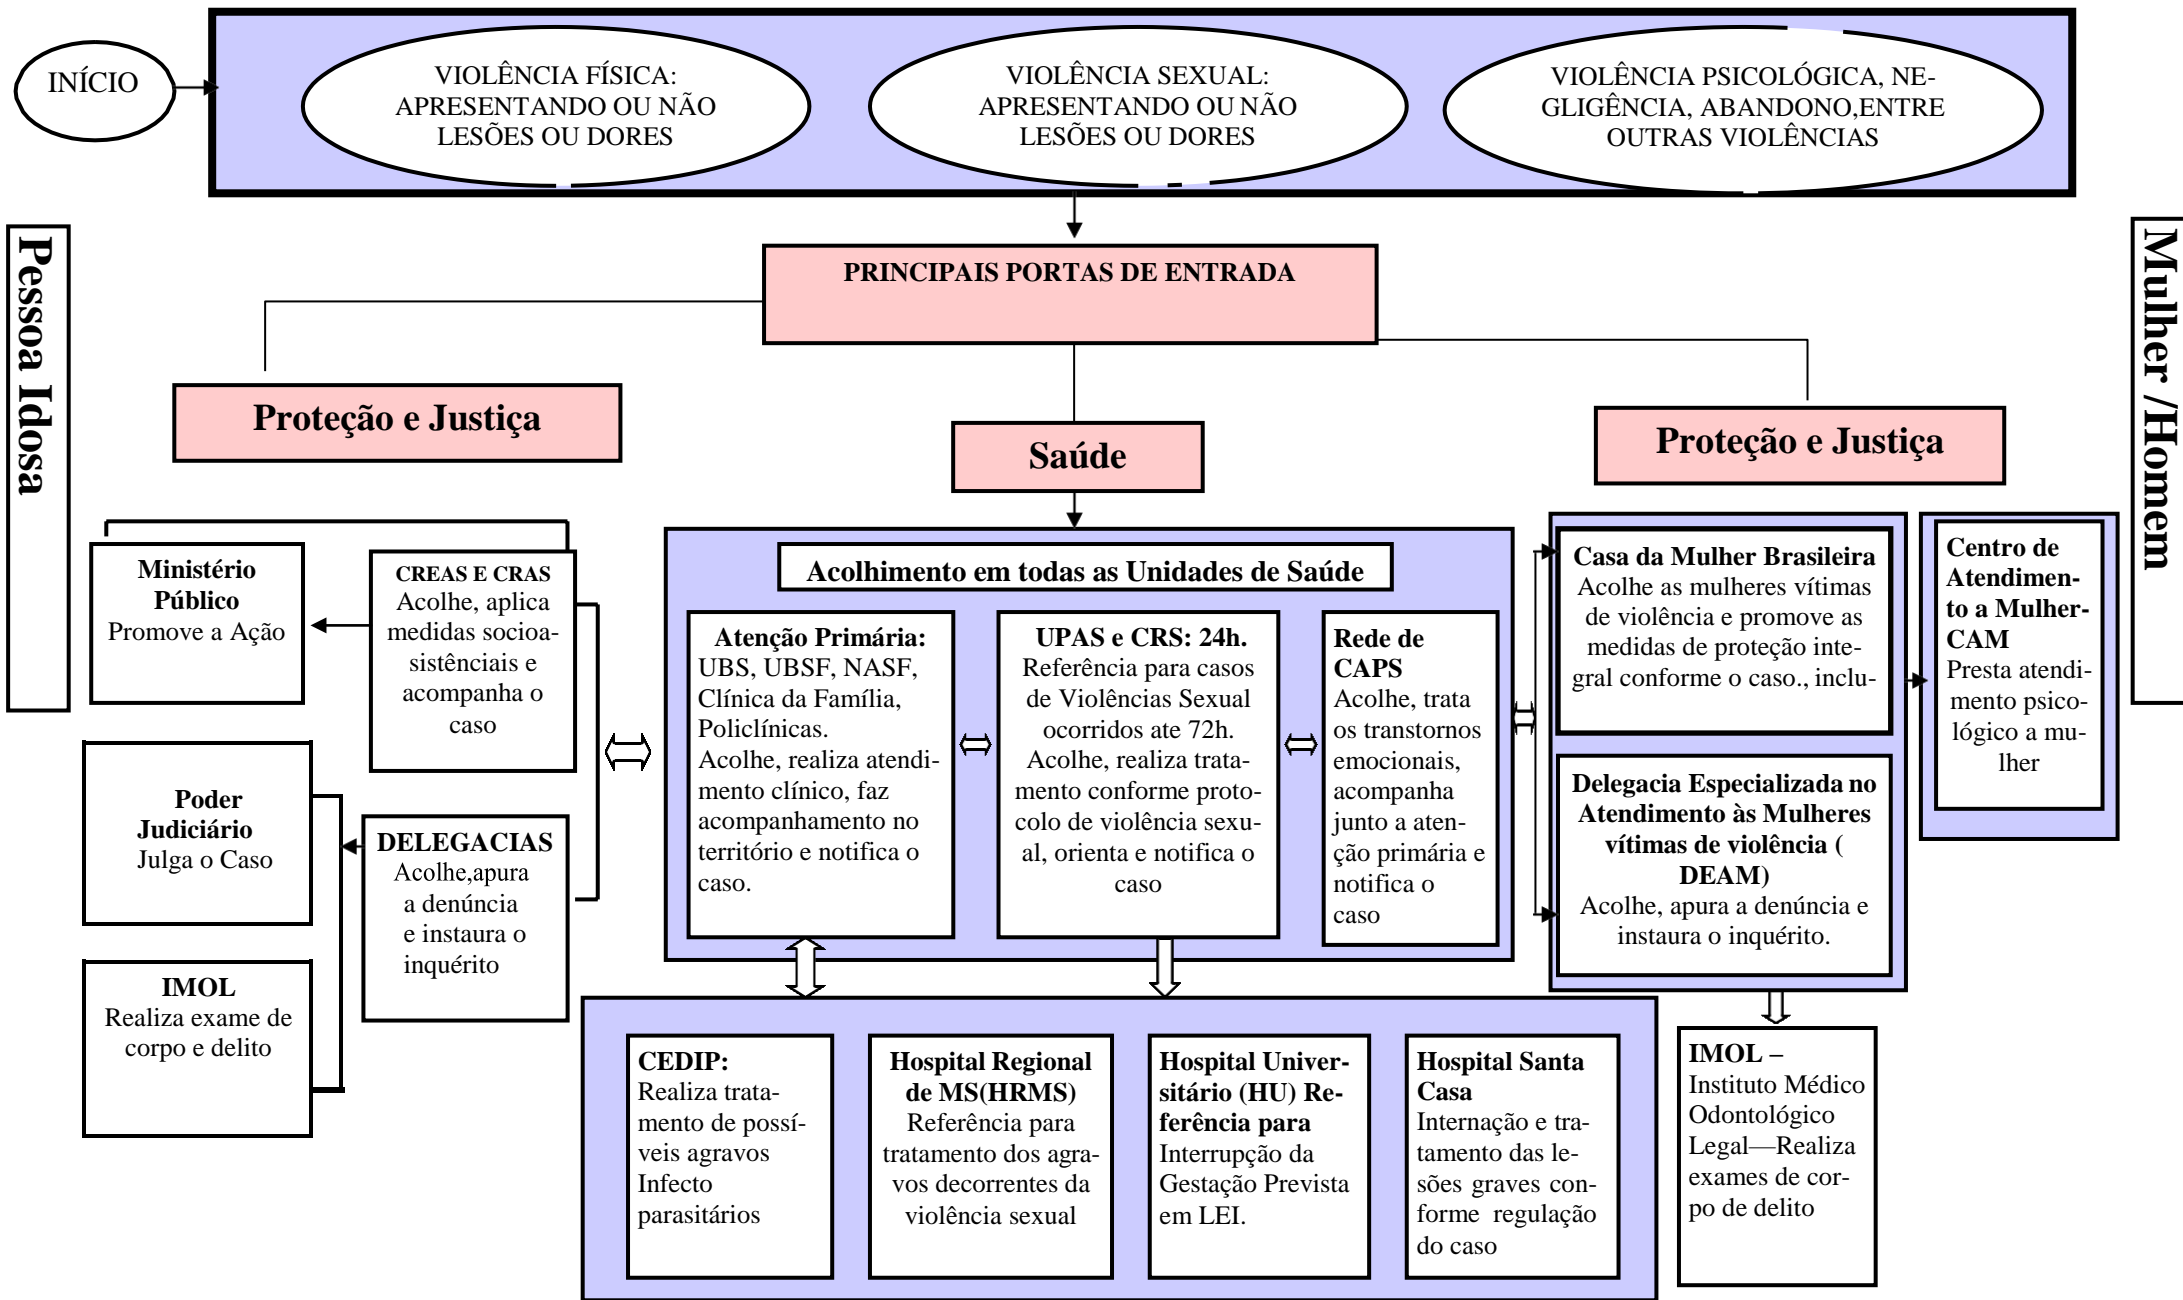 INÍCIO
VIOLÊNCIA FÍSICA:
APRESENTANDO OU NÃO
LESÕES OU DORES
VIOLÊNCIA SEXUAL:
APRESENTANDO OU NÃO
LESÕES OU DORES
VIOLÊNCIA PSICOLÓGICA, NE-
GLIGÊNCIA, ABANDONO,ENTRE
OUTRAS VIOLÊNCIAS
Pessoa Idosa
Mulher /Homem
PRINCIPAIS PORTAS DE ENTRADA
Proteção e Justiça
Saúde
Proteção e Justiça
Ministério
Público
Promove a Ação
CREAS E CRAS
Acolhe, aplica
medidas socioa-
sistênciais e
acompanha o
caso
Poder
Judiciário
Julga o Caso
DELEGACIAS
Acolhe,apura
a denúncia
e instaura o
inquérito
IMOL
Realiza exame de
corpo e delito
Acolhimento em todas as Unidades de Saúde
Atenção Primária:
UBS, UBSF, NASF,
Clínica da Família,
Policlínicas.
Acolhe, realiza atendi-
mento clínico, faz
acompanhamento no
território e notifica o
caso.
UPAS e CRS: 24h.
Referência para casos
de Violências Sexual
ocorridos ate 72h.
Acolhe, realiza trata-
mento conforme proto-
colo de violência sexu-
al, orienta e notifica o
caso
Rede de
CAPS
Acolhe, trata
os transtornos
emocionais,
acompanha
junto a aten-
ção primária e
notifica o
caso
Casa da Mulher Brasileira
Acolhe as mulheres vítimas
de violência e promove as
medidas de proteção inte-
gral conforme o caso., inclu-
Delegacia Especializada no
Atendimento às Mulheres
vítimas de violência (
DEAM)
Acolhe, apura a denúncia e
instaura o inquérito.
Centro de
Atendimen-
to a Mulher-
CAM
Presta atendi-
mento psico-
lógico a mu-
lher
CEDIP:
Realiza trata-
mento de possí-
veis agravos
Infecto
parasitários
Hospital Regional
de MS(HRMS)
Referência para
tratamento dos agra-
vos decorrentes da
violência sexual
Hospital Univer-
sitário (HU) Re-
ferência para
Interrupção da
Gestação Prevista
em LEI.
Hospital Santa
Casa
Internação e tra-
tamento das le-
sões graves con-
forme regulação
do caso
IMOL –
Instituto Médico
Odontológico
Legal—Realiza
exames de cor-
po de delito